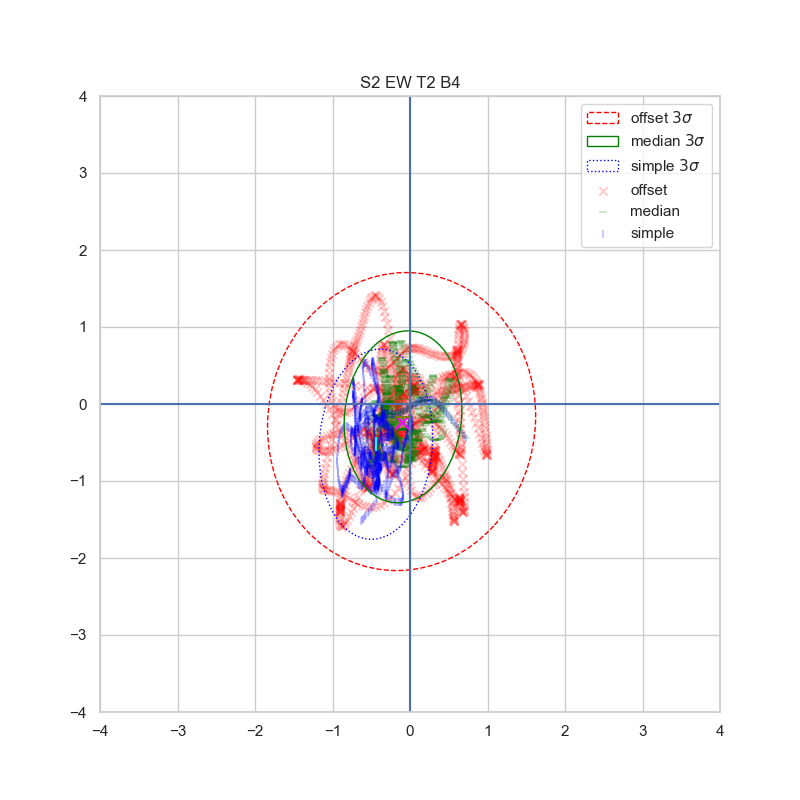 S2 EW T2 B4
offset 3σ
median 3σ
simple 3σ
offset
median
simple
4
3
2
1
0
−1
−2
−3
−4
−4 −3 −2 −1 0 1 2 3 4